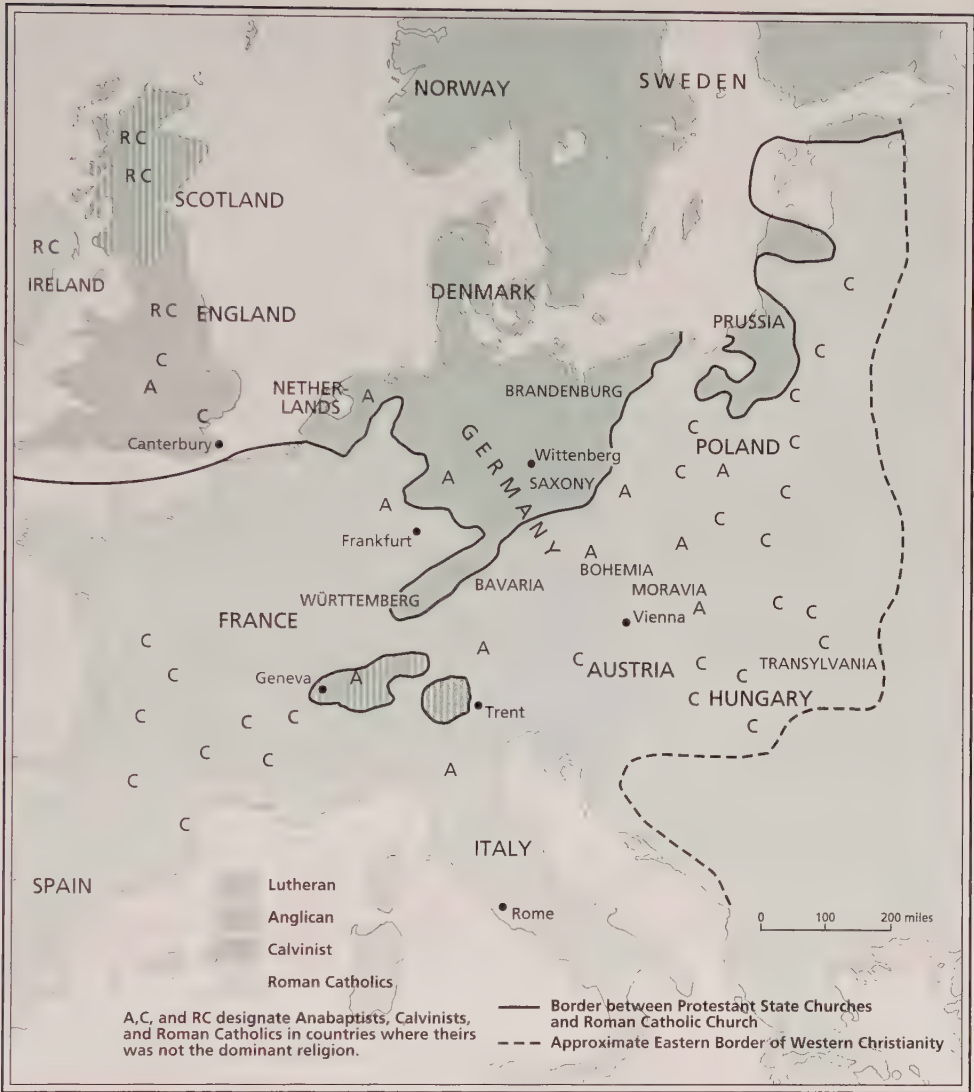 NORWAY
SWEDEN
RC
RC
SCOTLAND
RC
IRELAND
RC ENGLAND
DENMARK
C
PRUSSIA
C
C
A
NETHER-
LANDS
A
BRANDENBURG
C
C
Canterbury
GERMANY
Wittenberg
SAXONY
C
POLAND
C
A
A
C
A
C
A
Frankfurt
C
C
A
BOHEMIA
A
BAVARIA
MORAVIA
WÜRTTEMBERG
A
C
C
FRANCE
Vienna
C
C
A
C
AUSTRIA
C
TRANSYLVANIA
C
Geneva
A
C
C
HUNGARY
Trent
C
C
C
C
C
C
C
A
C
ITALY
SPAIN
Rome
Lutheran
Anglican
Calvinist
Roman Catholics
0 100 200 miles
A,C, and RC designate Anabaptists, Calvinists,
and Roman Catholics in countries where theirs
was not the dominant religion.
Border between Protestant State Churches
and Roman Catholic Church
Approximate Eastern Border of Western Christianity